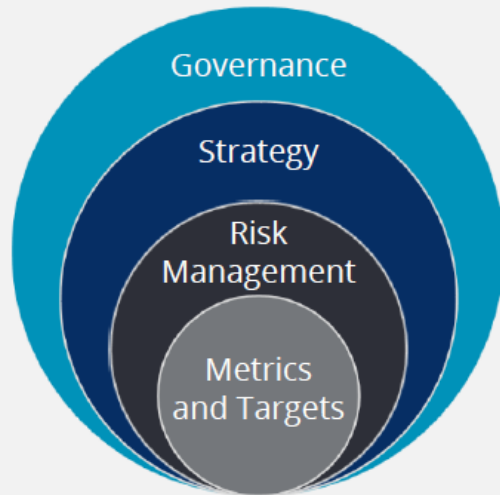 Governance
Strategy
Risk
Management
Metrics
and Targets